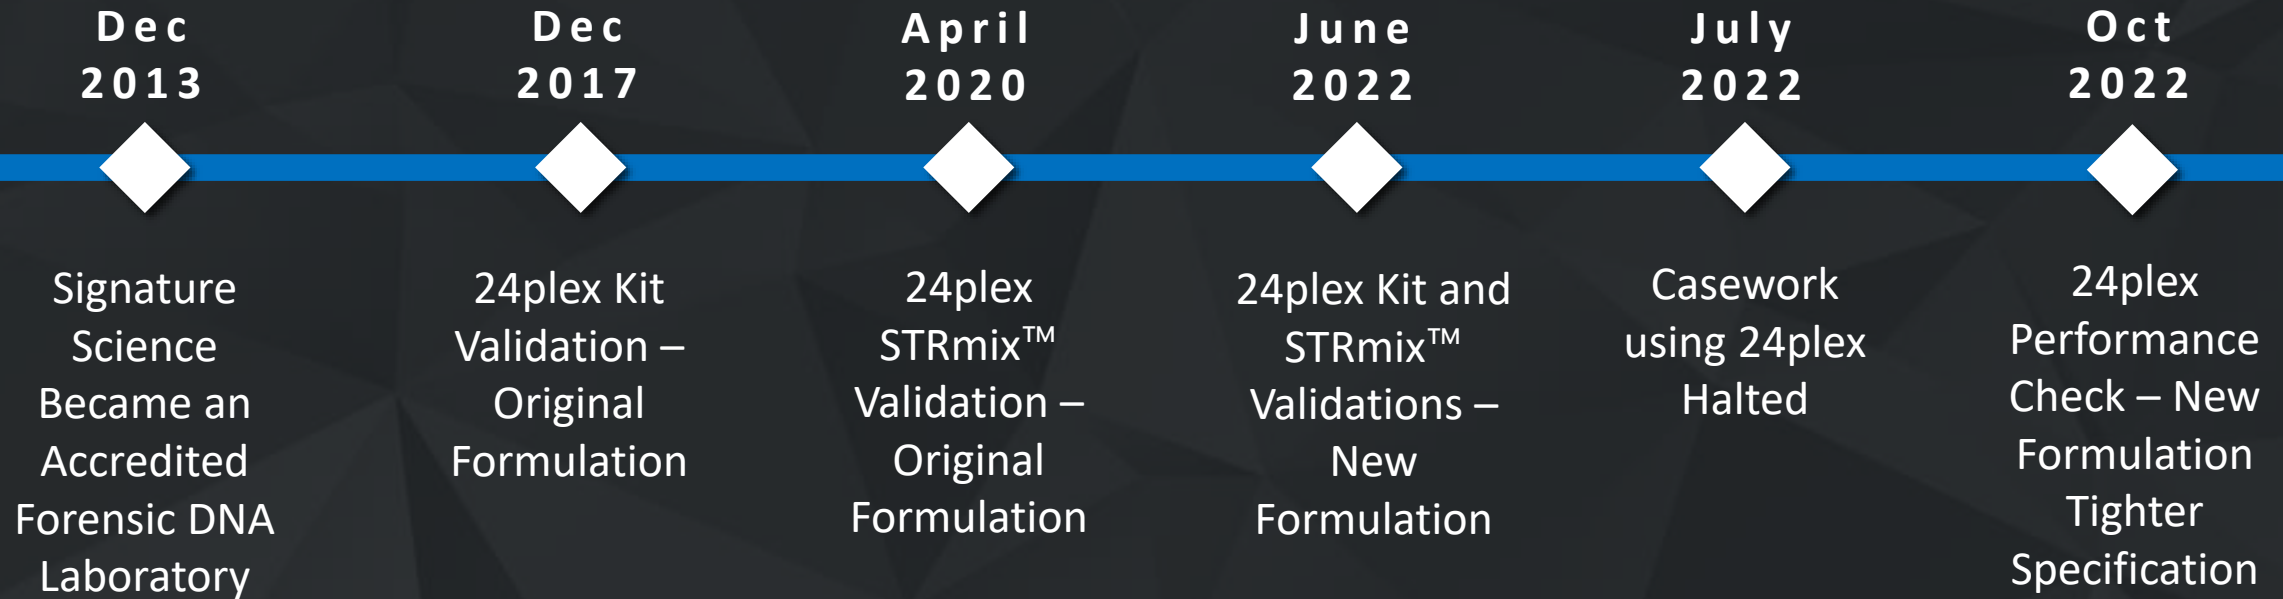 Dec
2013
Dec
2017
April
2020
June
2022
July
2022
Oct
2022
Signature
Science
Became an
Accredited
Forensic DNA
Laboratory
24plex Kit
Validation –
Original
Formulation
24plex
STRmix™
Validation –
Original
Formulation
24plex Kit and
STRmix™
Validations –
New
Formulation
Casework
using 24plex
Halted
24plex
Performance
Check – New
Formulation
Tighter
Specification